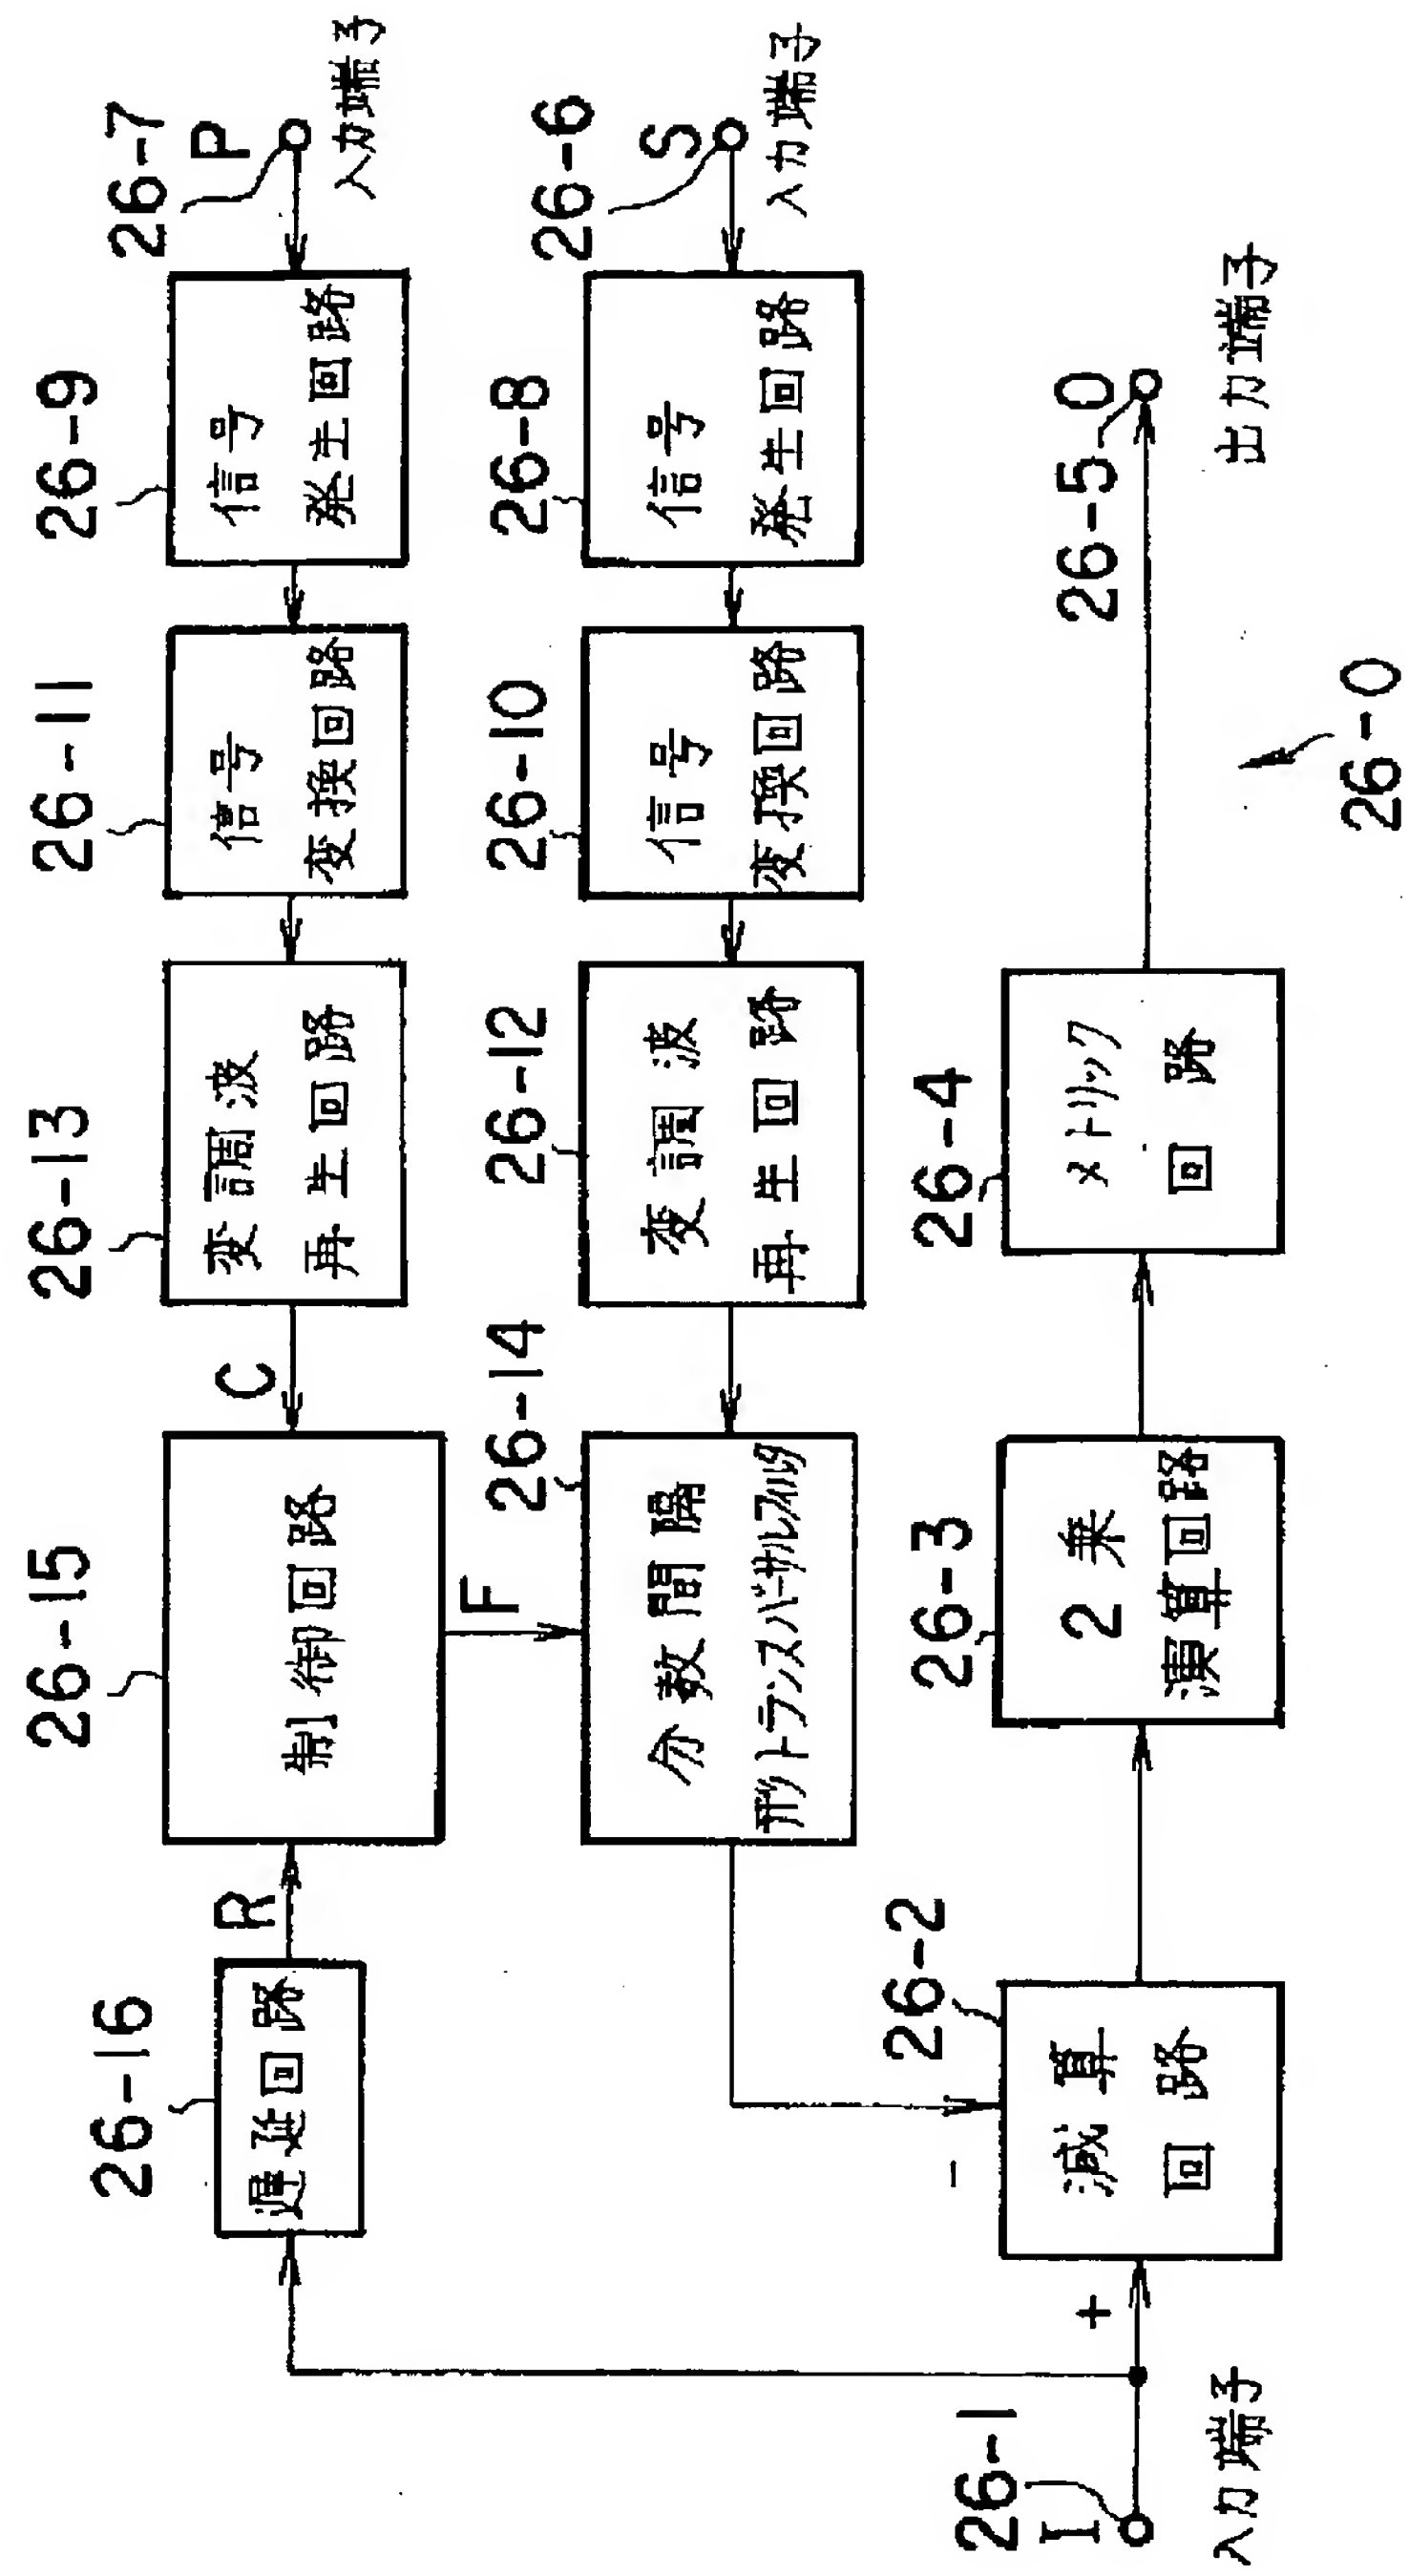 26-16
遅延回路
R
26-15
制御回路
C
26-13
変調波
再生回路
26-11
信号
変換回路
26-9
信号
発生回路
26-7
P
入力端子
F
26-14
分数間隔
形トランスバーサルフィルタ
26-12
変調波
再生回路
26-10
信号
変換回路
26-8
信号
発生回路
26-6
S
入力端子
26-1
I
入力端子
+
-
26-2
減算
回路
26-3
2乗
演算回路
26-4
メトリック
回路
26-5
O
出力端子
26-0